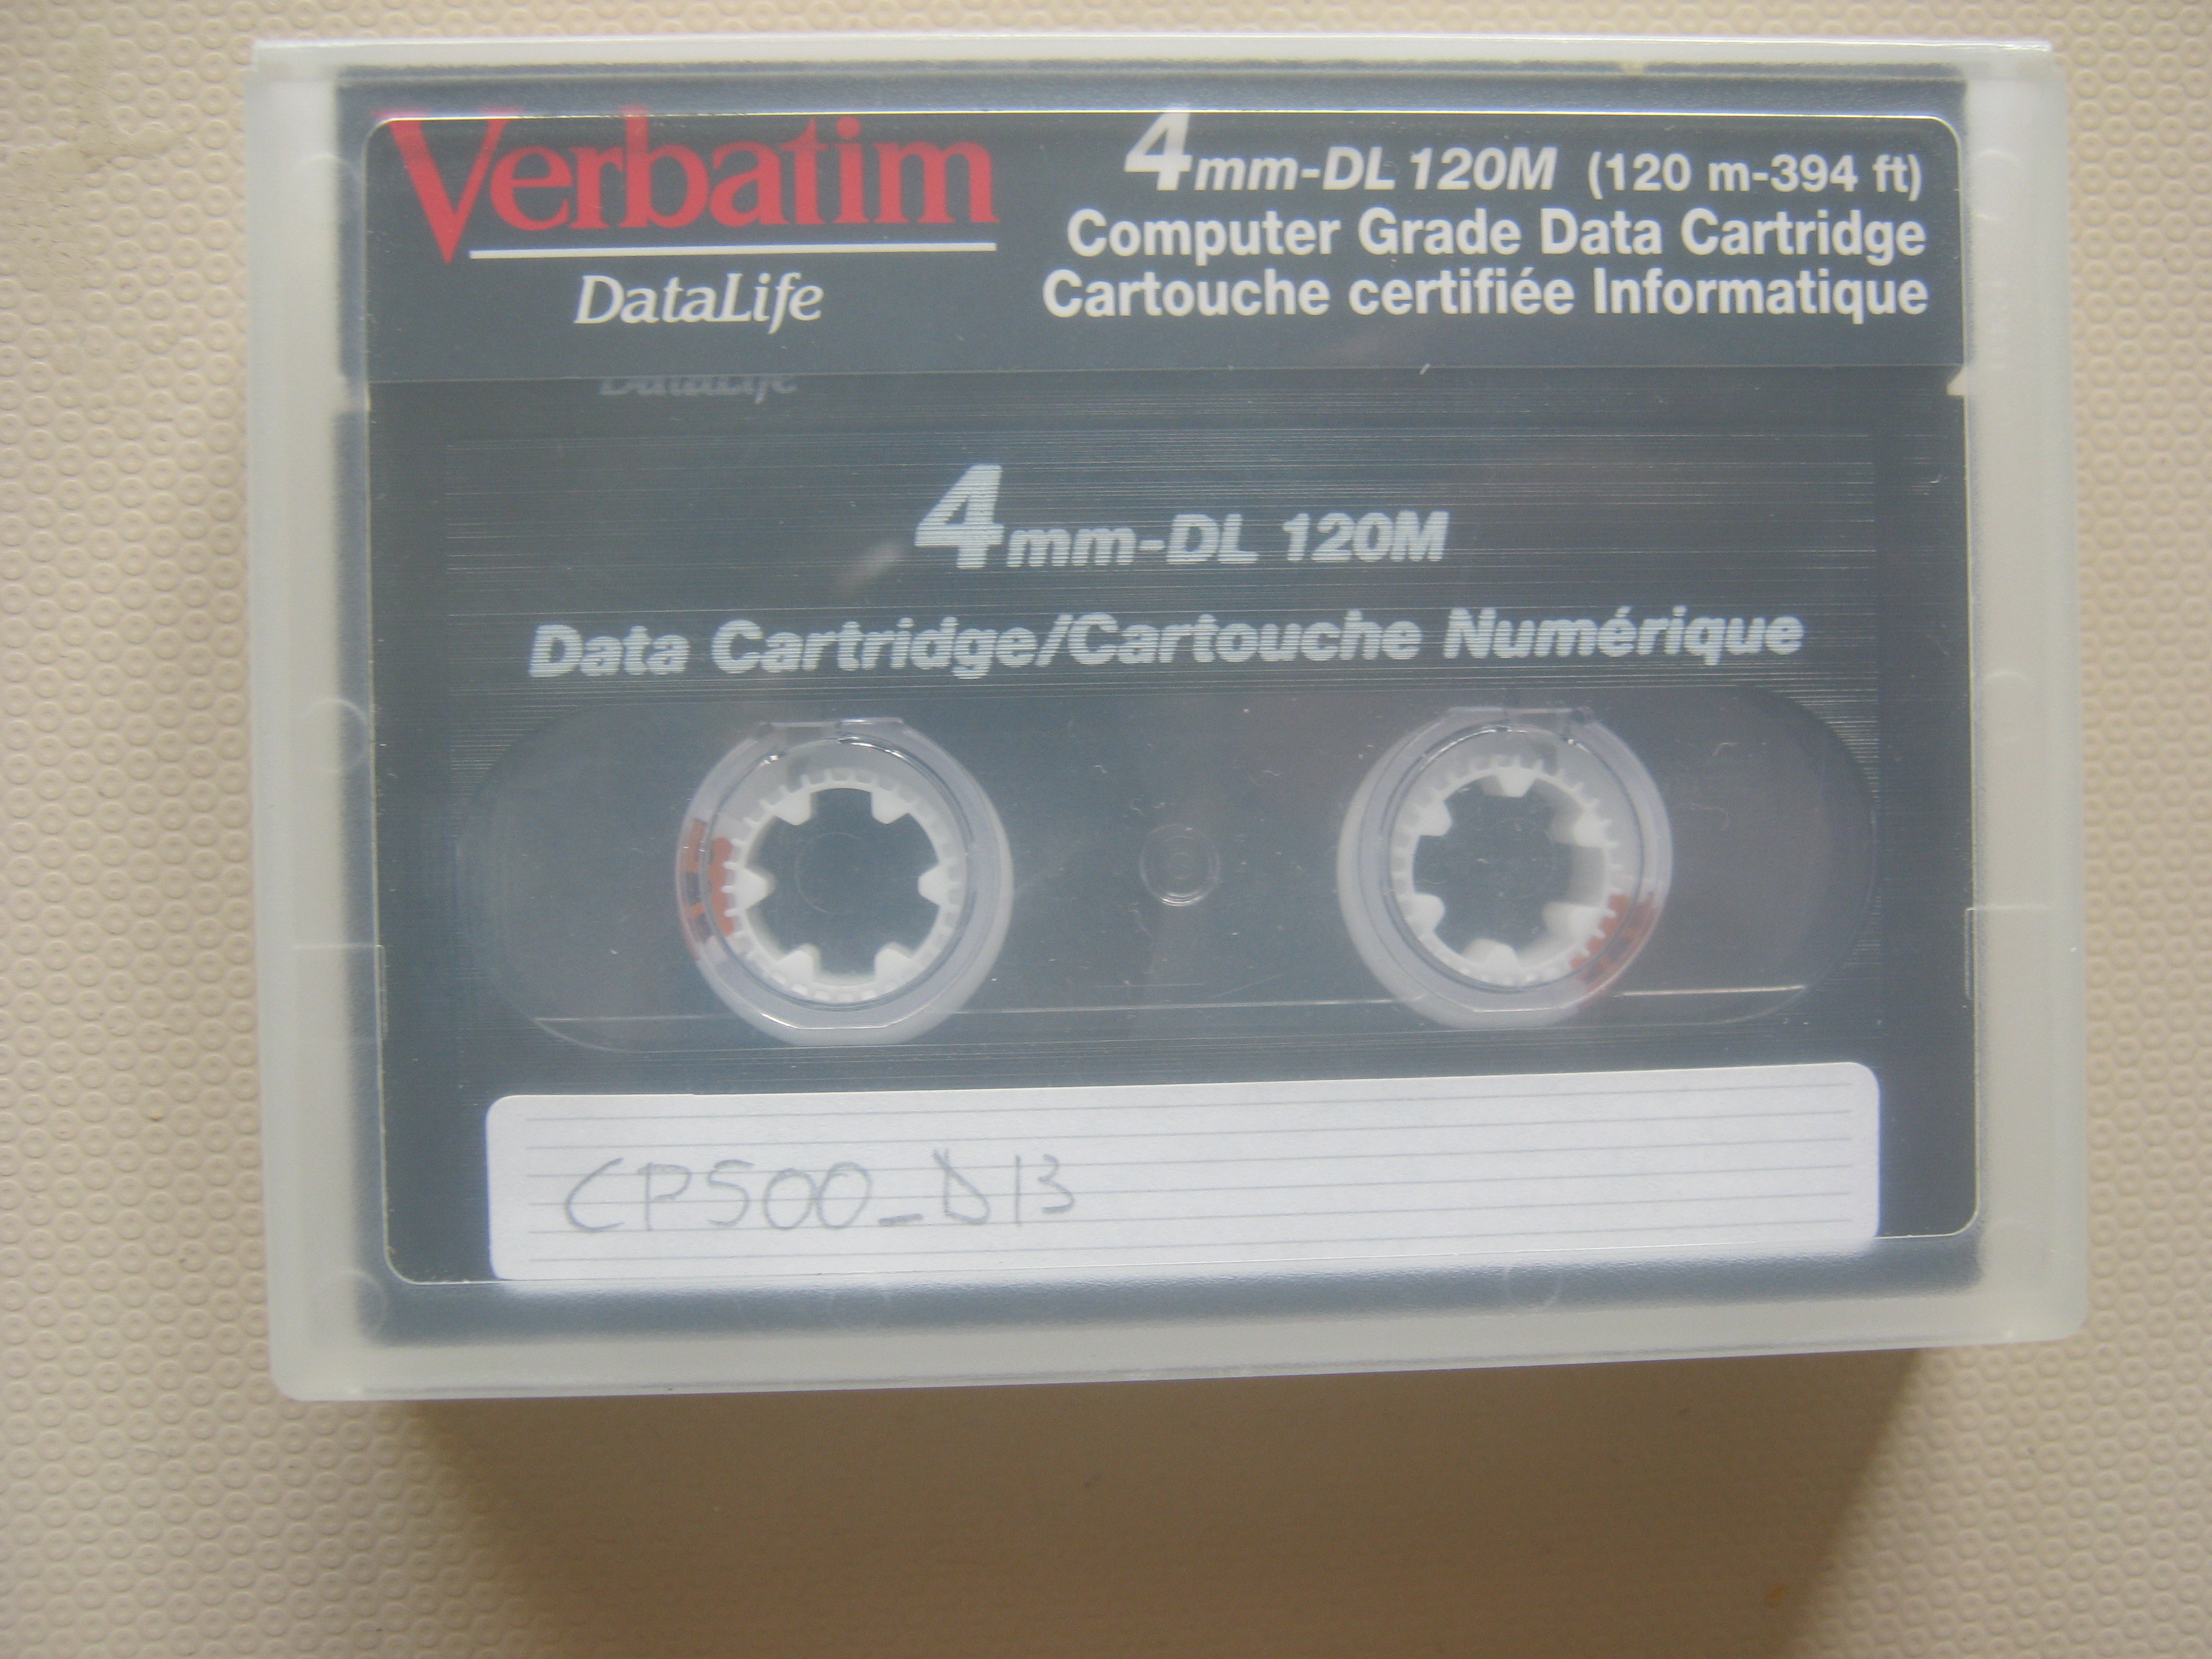 Verbatim
DataLife
4mm-DL 120M (120 m-394 ft)
Computer Grade Data Cartridge
Cartouche certifiée Informatique
DataLife
4mm-DL 120M
Data Cartridge/Cartouche Numérique
CP500_D13